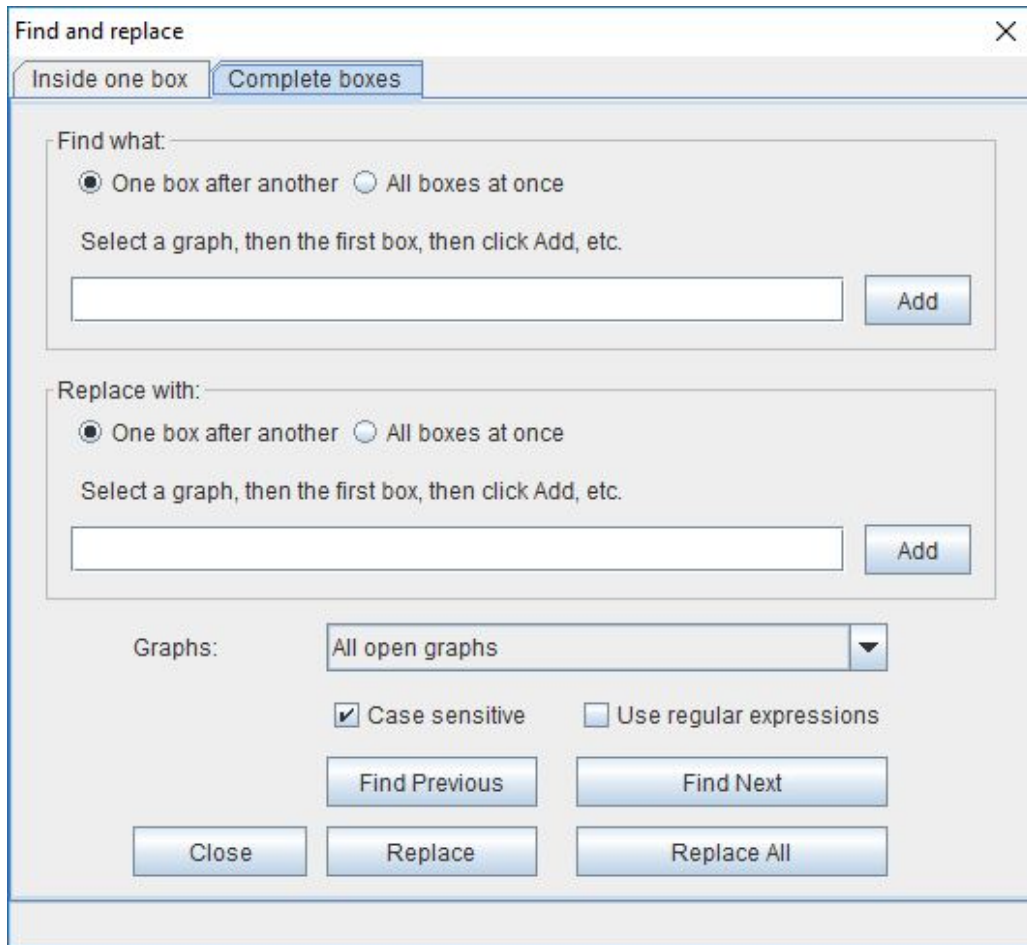 Find and replace
Inside one box Complete boxes
Find what:
One box after another All boxes at once
Select a graph, then the first box, then click Add, etc.
Add
Replace with:
One box after another All boxes at once
Select a graph, then the first box, then click Add, etc.
Add
Graphs: All open graphs
Case sensitive Use regular expressions
Find Previous Find Next
Close Replace Replace All